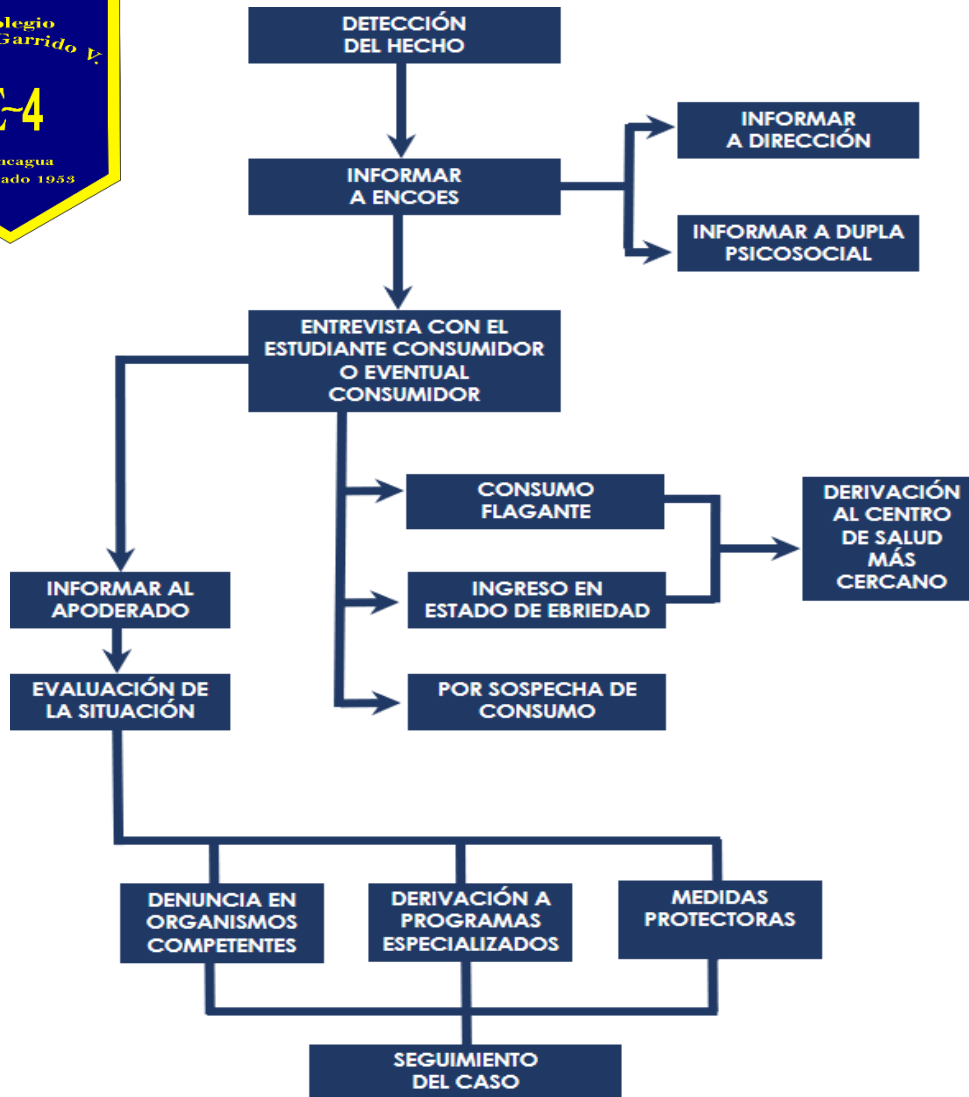 Garrido V.
~4
1953
DETECCIÓN
DEL HECHO
INFORMAR
A DIRECCIÓN
INFORMAR
A ENCOES
INFORMAR A DUPLA
PSICOSOCIAL
ENTREVISTA CON EL
ESTUDIANTE CONSUMIDOR
O EVENTUAL
CONSUMIDOR
CONSUMO
FLAGANTE
DERIVACIÓN
AL CENTRO
DE SALUD
MÁS
CERCANO
INFORMAR AL
APODERADO
INGRESO EN
ESTADO DE EBRIEDAD
EVALUACIÓN DE
LA SITUACIÓN
POR SOSPECHA DE
CONSUMO
DENUNCIA EN
ORGANISMOS
COMPETENTES
DERIVACIÓN A
PROGRAMAS
ESPECIALIZADOS
MEDIDAS
PROTECTORAS
SEGUIMIENTO
DEL CASO